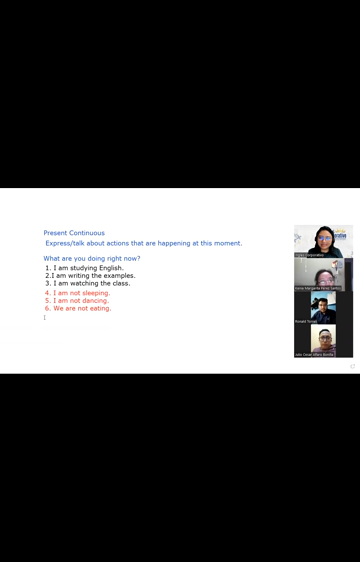 Present Continuous
Express/talk about actions that are happening at this moment.
What are you doing right now?
1. I am studying English.
2.I am writing the examples.
3. I am watching the class.
4. I am not sleeping.
5. I am not dancing.
6. We are not eating.
Ronald Torres